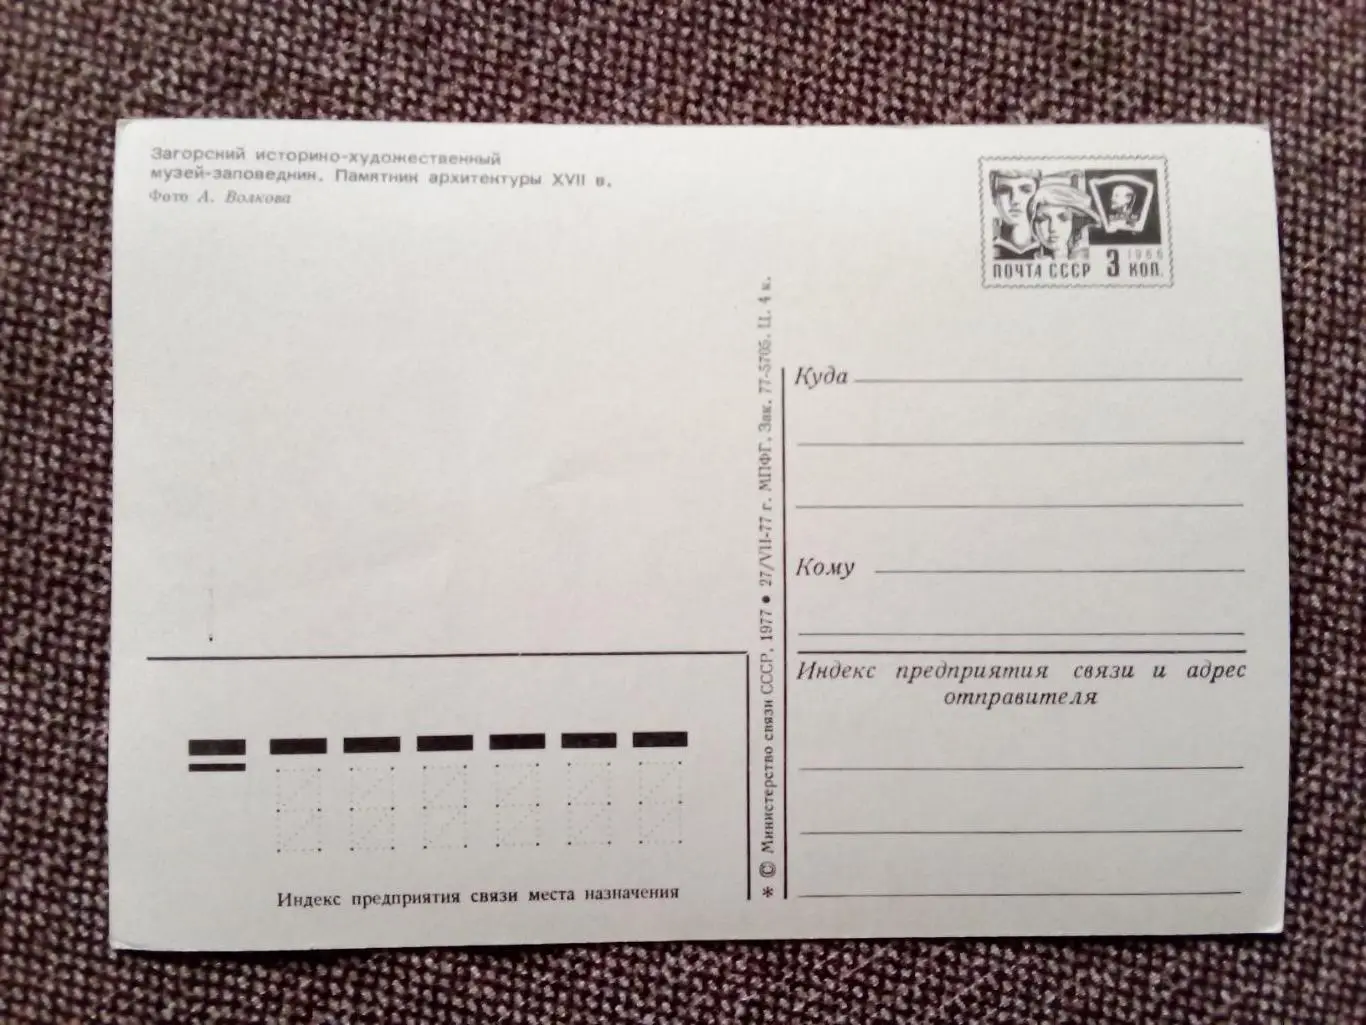 Загорский историко-художественный
музей-заповедник. Памятник архитектуры XVII в.
Фото А. Волкова
ПОЧТА СССР 3 КОП. 1966
Куда
Кому
Индекс предприятия связи и адрес
отправителя
* © Министерство связи СССР, 1977 • 27/VII-77 г. МПФГ. Зак. 77-5705. Ц. 4 к.
Индекс предприятия связи места назначения